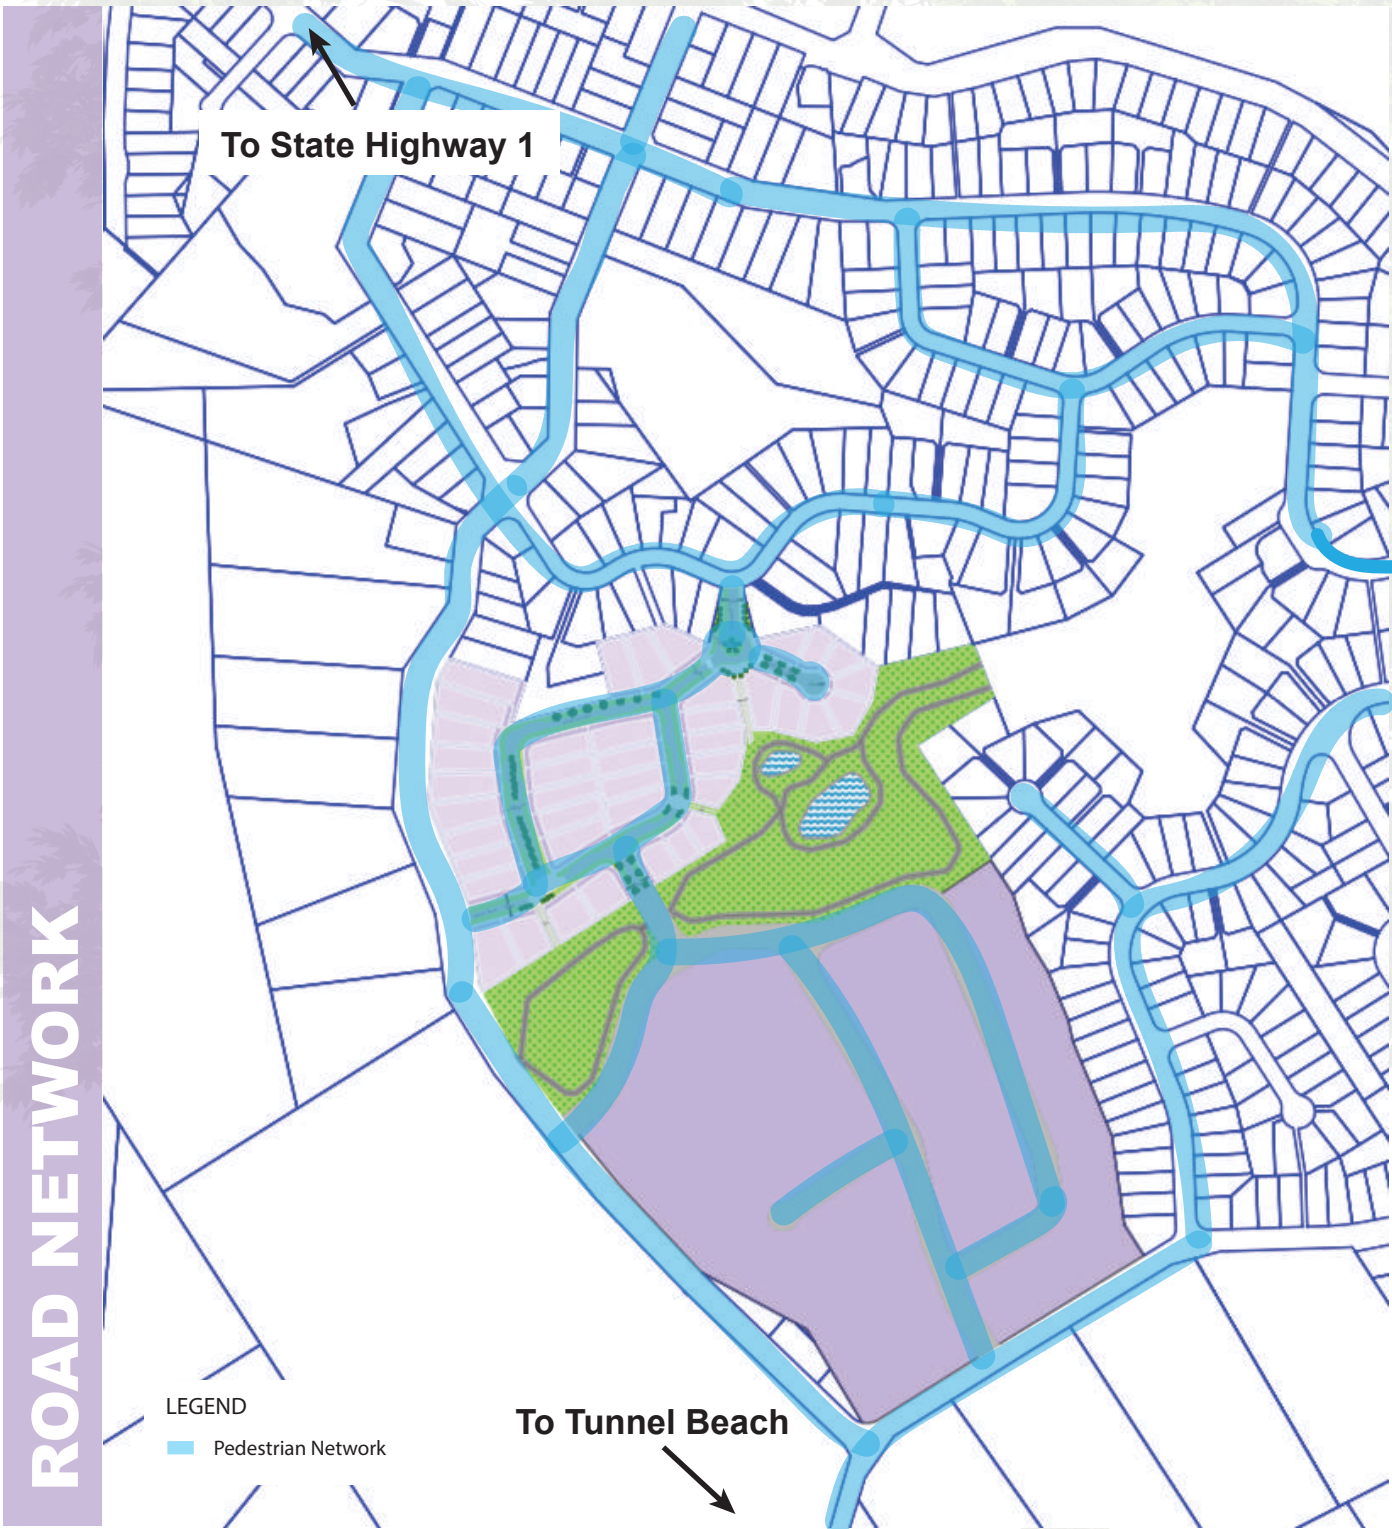 To State Highway 1
ROAD NETWORK
LEGEND
Pedestrian Network
To Tunnel Beach